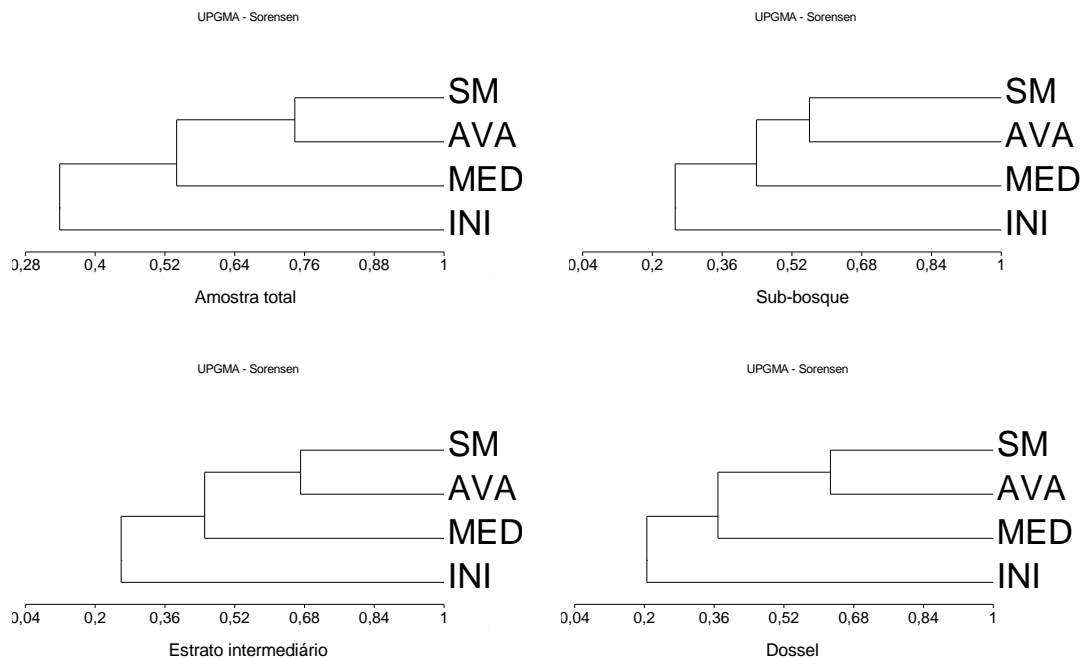 UPGMA - Sorensen
SM
AVA
MED
INI
0,28 0,4 0,52 0,64 0,76 0,88 1
Amostra total
UPGMA - Sorensen
SM
AVA
MED
INI
0,04 0,2 0,36 0,52 0,68 0,84 1
Sub-bosque
UPGMA - Sorensen
SM
AVA
MED
INI
0,04 0,2 0,36 0,52 0,68 0,84 1
Estrato intermediário
UPGMA - Sorensen
SM
AVA
MED
INI
0,04 0,2 0,36 0,52 0,68 0,84 1
Dossel